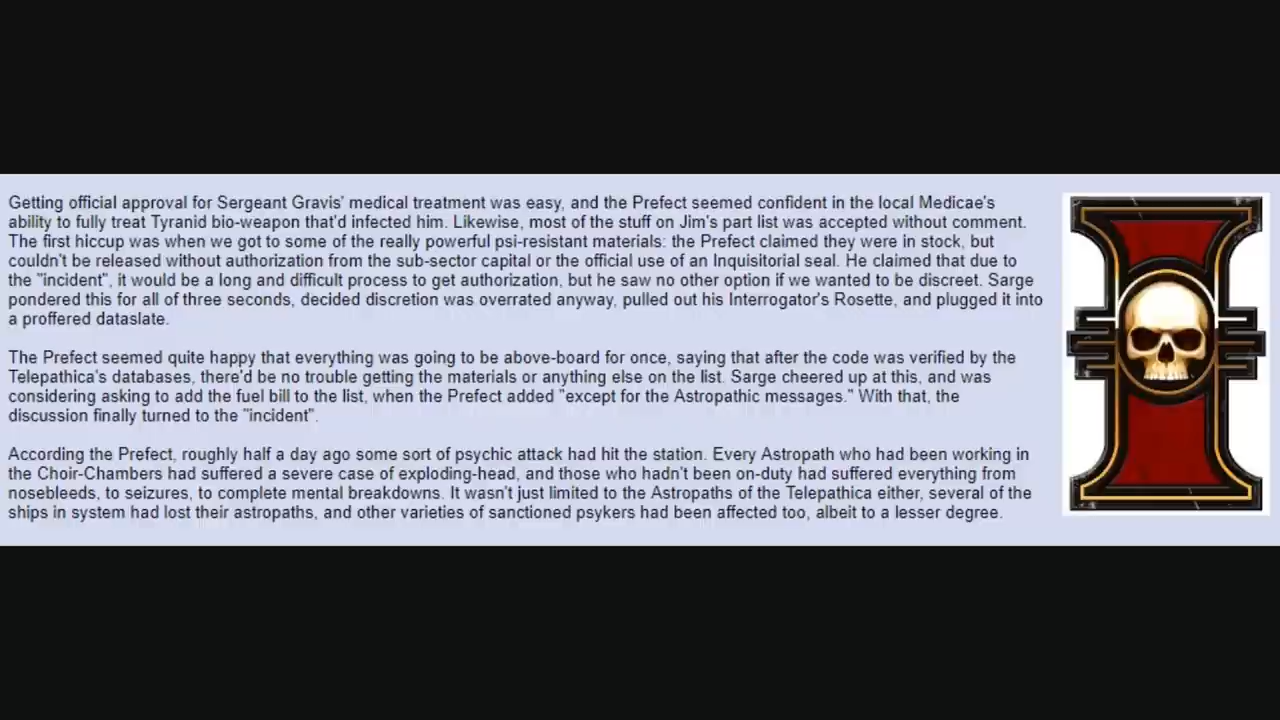 Getting official approval for Sergeant Gravis' medical treatment was easy, and the Prefect seemed confident in the local Medicae's
ability to fully treat Tyranid bio-weapon that'd infected him. Likewise, most of the stuff on Jim's part list was accepted without comment.
The first hiccup was when we got to some of the really powerful psi-resistant materials: the Prefect claimed they were in stock, but
couldn't be released without authorization from the sub-sector capital or the official use of an Inquisitorial seal. He claimed that due to
the "incident", it would be a long and difficult process to get authorization, but he saw no other option if we wanted to be discreet. Sarge
pondered this for all of three seconds, decided discretion was overrated anyway, pulled out his Interrogator's Rosette, and plugged it into
a proffered dataslate.
The Prefect seemed quite happy that everything was going to be above-board for once, saying that after the code was verified by the
Telepathica's databases, there'd be no trouble getting the materials or anything else on the list. Sarge cheered up at this, and was
considering asking to add the fuel bill to the list, when the Prefect added "except for the Astropathic messages." With that, the
discussion finally turned to the "incident".
According the Prefect, roughly half a day ago some sort of psychic attack had hit the station. Every Astropath who had been working in
the Choir-Chambers had suffered a severe case of exploding-head, and those who hadn't been on-duty had suffered everything from
nosebleeds, to seizures, to complete mental breakdowns. It wasn't just limited to the Astropaths of the Telepathica either, several of the
ships in system had lost their astropaths, and other varieties of sanctioned psykers had been affected too, albeit to a lesser degree.